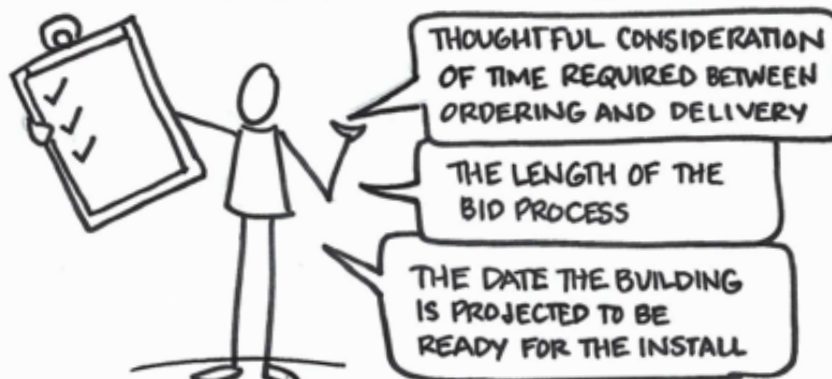 THOUGHTFUL CONSIDERATION
OF TIME REQUIRED BETWEEN
ORDERING AND DELIVERY
THE LENGTH OF THE
BID PROCESS
THE DATE THE BUILDING
IS PROJECTED TO BE
READY FOR THE INSTALL